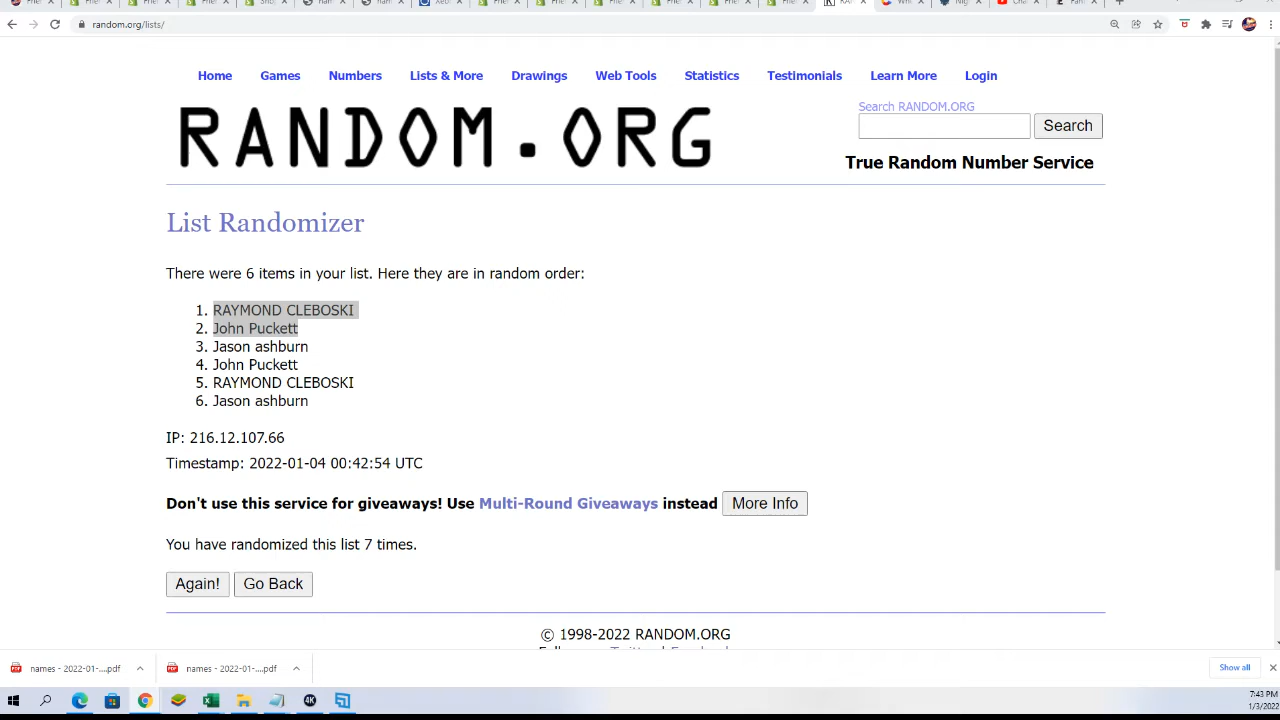 random.org/lists/
Home Games Numbers Lists & More Drawings Web Tools Statistics Testimonials Learn More Login
RANDOM.ORG
Search RANDOM.ORG
Search
True Random Number Service
List Randomizer
There were 6 items in your list. Here they are in random order:
1. RAYMOND CLEBOSKI
2. John Puckett
3. Jason ashburn
4. John Puckett
5. RAYMOND CLEBOSKI
6. Jason ashburn
IP: 216.12.107.66
Timestamp: 2022-01-04 00:42:54 UTC
Don't use this service for giveaways! Use Multi-Round Giveaways instead More Info
You have randomized this list 7 times.
Again! Go Back
© 1998-2022 RANDOM.ORG
names - 2022-01-....pdf names - 2022-01-....pdf Show all
4K
7:43 PM
1/3/2022